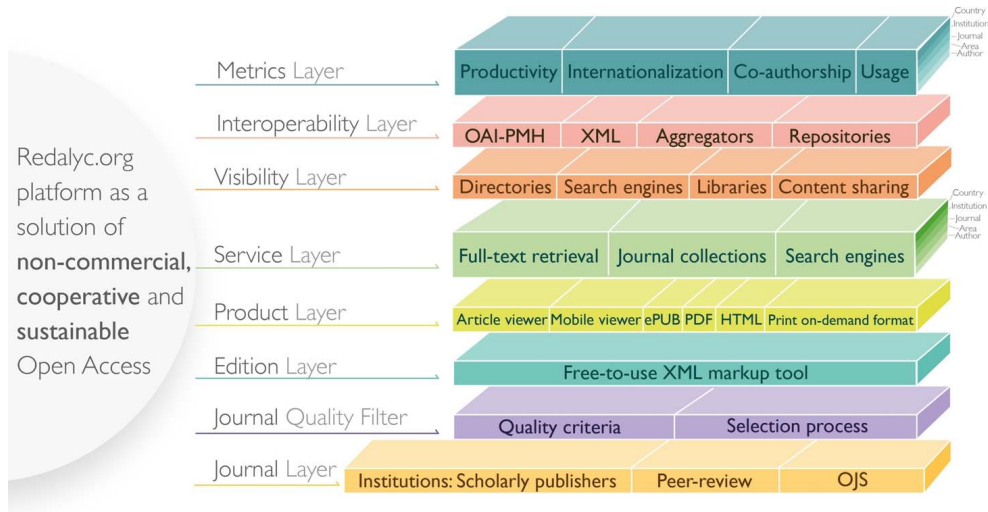 Redalyc.org
platform as a
solution of
non-commercial,
cooperative and
sustainable
Open Access
Metrics Layer
Productivity Internationalization Co-authorship Usage
Country
Institution
Journal
Area
Author
Interoperability Layer
OAI-PMH XML Aggregators Repositories
Visibility Layer
Directories Search engines Libraries Content sharing
Service Layer
Full-text retrieval Journal collections Search engines
Country
Institution
Journal
Area
Author
Product Layer
Article viewer Mobile viewer ePUB PDF HTML Print on-demand format
Edition Layer
Free-to-use XML markup tool
Journal Quality Filter
Quality criteria Selection process
Journal Layer
Institutions: Scholarly publishers Peer-review OJS